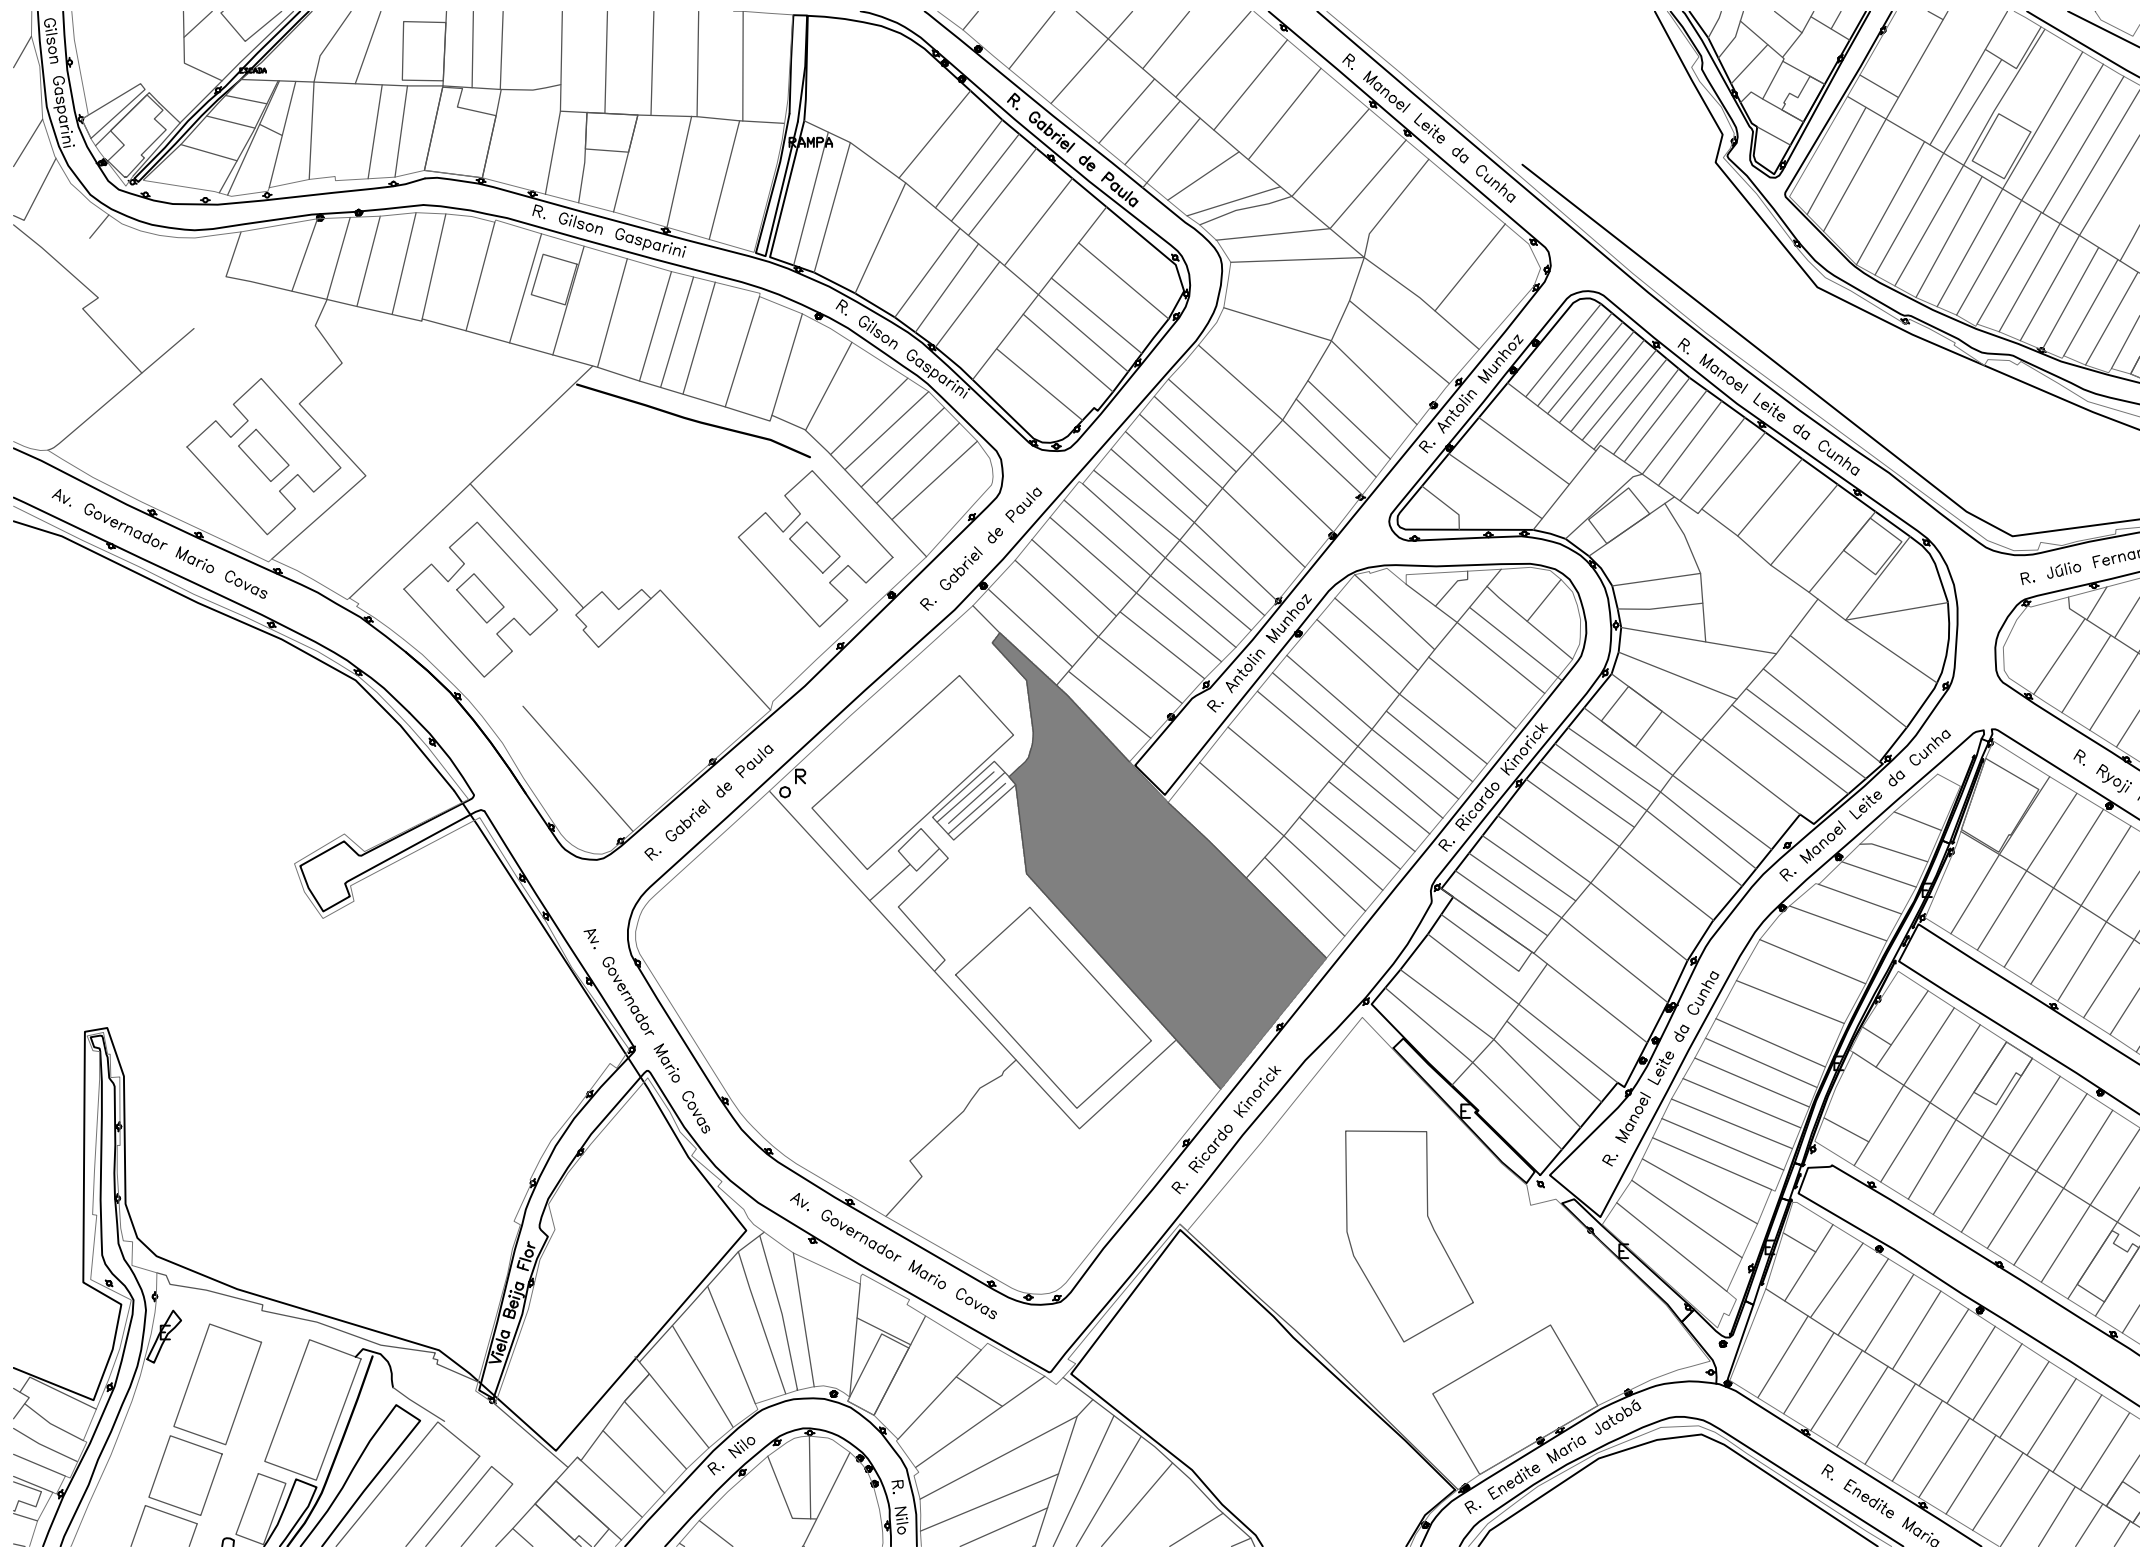 Gilson Gasparini
ESCADA
RAMPA
R. Gabriel de Paula
R. Manoel Leite da Cunha
R. Gilson Gasparini
R. Gilson Gasparini
R. Antolin Munhoz
R. Manoel Leite da Cunha
Av. Governador Mario Covas
R. Gabriel de Paula
R. Júlio Fernar
R. Antolin Munhoz
R. Gabriel de Paula
R
O
R. Ricardo Kinorick
R. Manoel Leite da Cunha
R. Ryoji
E
Av. Governador Mario Covas
R. Manoel Leite da Cunha
E
E
R. Ricardo Kinorick
Av. Governador Mario Covas
E
E
Viela Beija Flor
E
R. Nilo
R. Nilo
R. Enedite Maria Jatobá
R. Enedite Maria